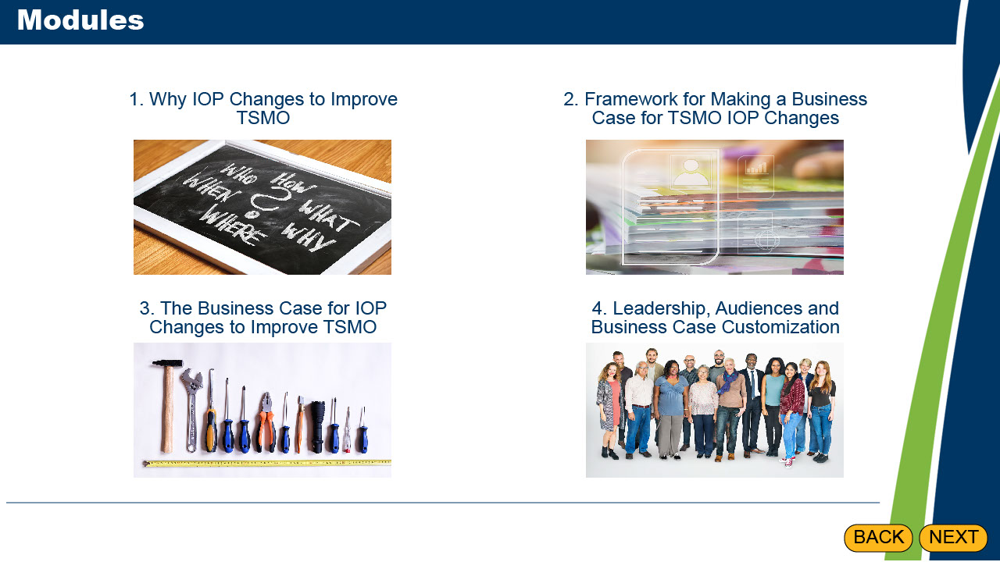 Modules
1. Why IOP Changes to Improve
TSMO
2. Framework for Making a Business
Case for TSMO IOP Changes
WHO HOW
WHEN ? WHAT
WHERE WHY
3. The Business Case for IOP
Changes to Improve TSMO
4. Leadership, Audiences and
Business Case Customization
BACK NEXT